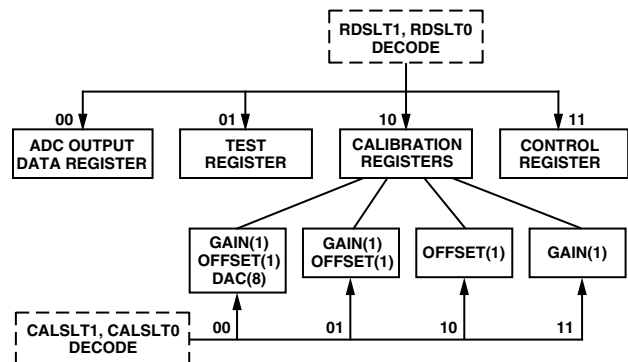 RDSLT1, RDSLT0
DECODE
00
01
10
11
ADC OUTPUT
DATA REGISTER
TEST
REGISTER
CALIBRATION
REGISTERS
CONTROL
REGISTER
GAIN(1)
OFFSET(1)
DAC(8)
GAIN(1)
OFFSET(1)
OFFSET(1)
GAIN(1)
CALSLT1, CALSLT0
DECODE
00
01
10
11